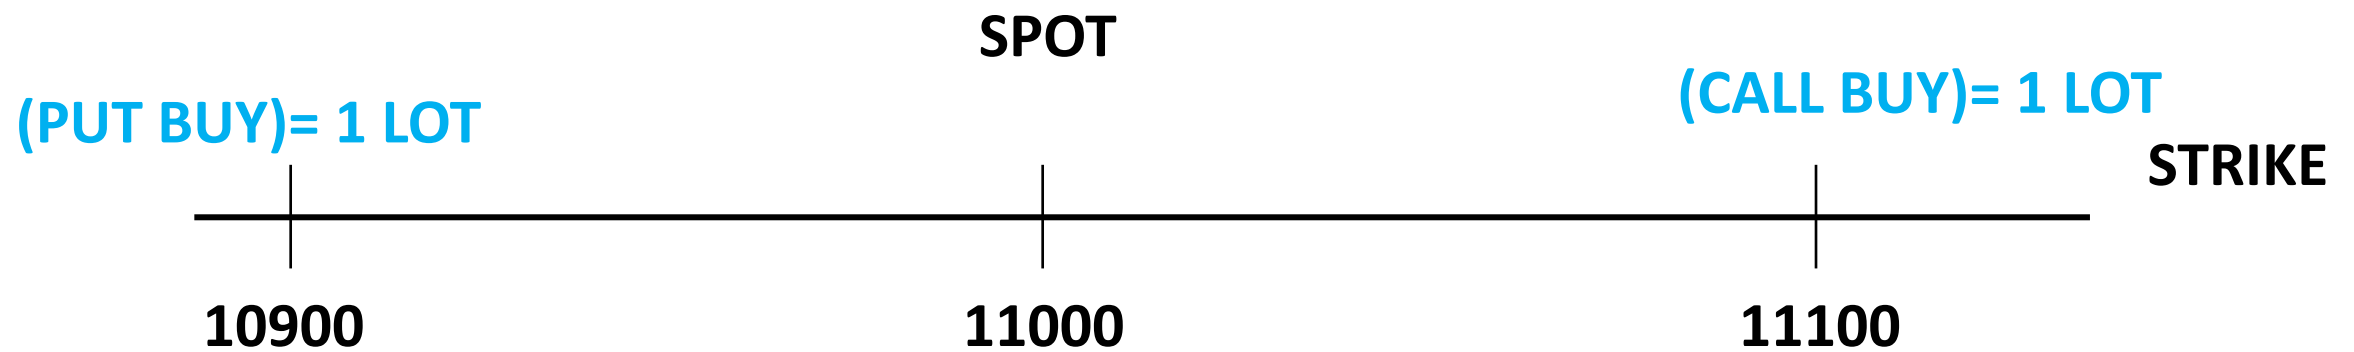 SPOT
(PUT BUY)= 1 LOT
(CALL BUY)= 1 LOT
STRIKE
10900
11000
11100